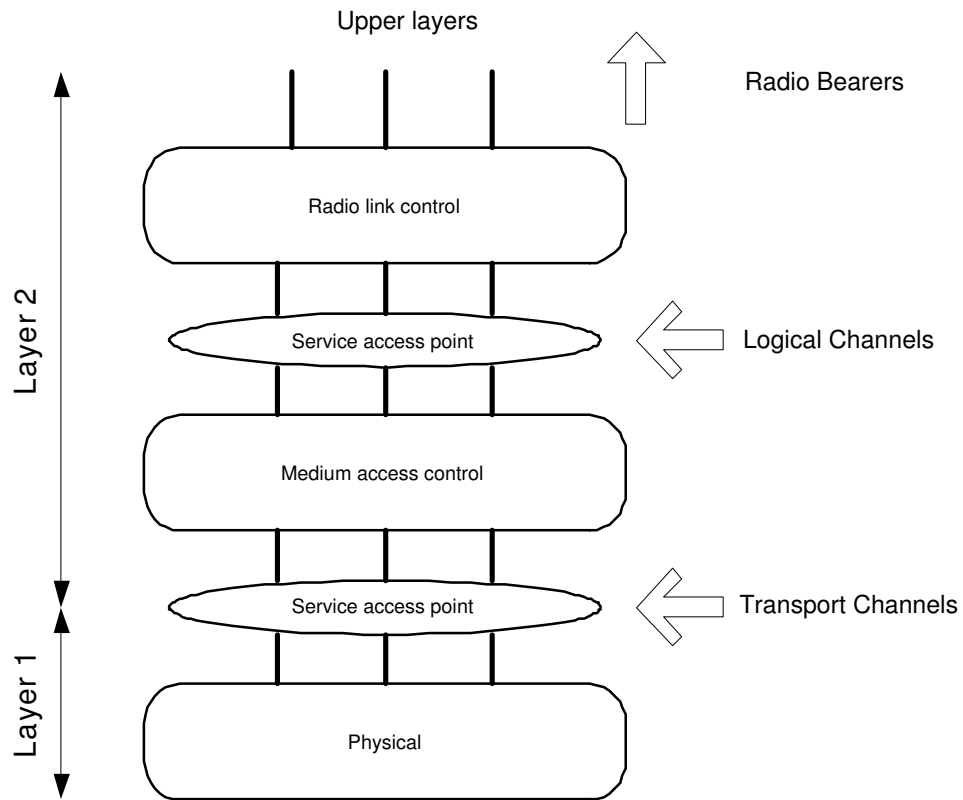 Upper layers
Radio Bearers
Radio link control
Layer 2
Service access point
Logical Channels
Medium access control
Service access point
Transport Channels
Layer 1
Physical